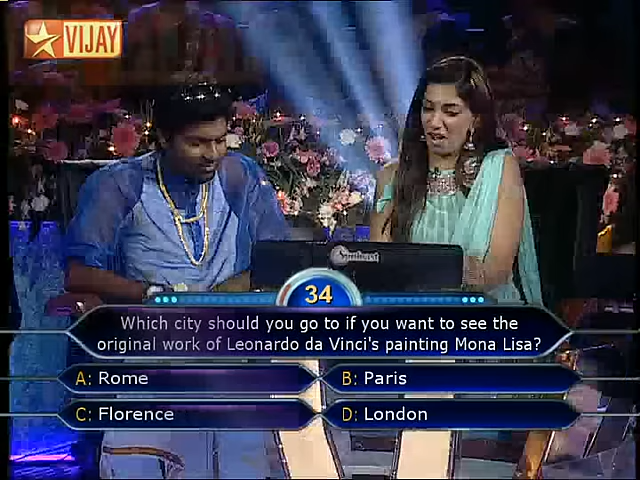 VIJAY
Sunfeast
34
Which city should you go to if you want to see the
original work of Leonardo da Vinci's painting Mona Lisa?
A: Rome
B: Paris
C: Florence
D: London